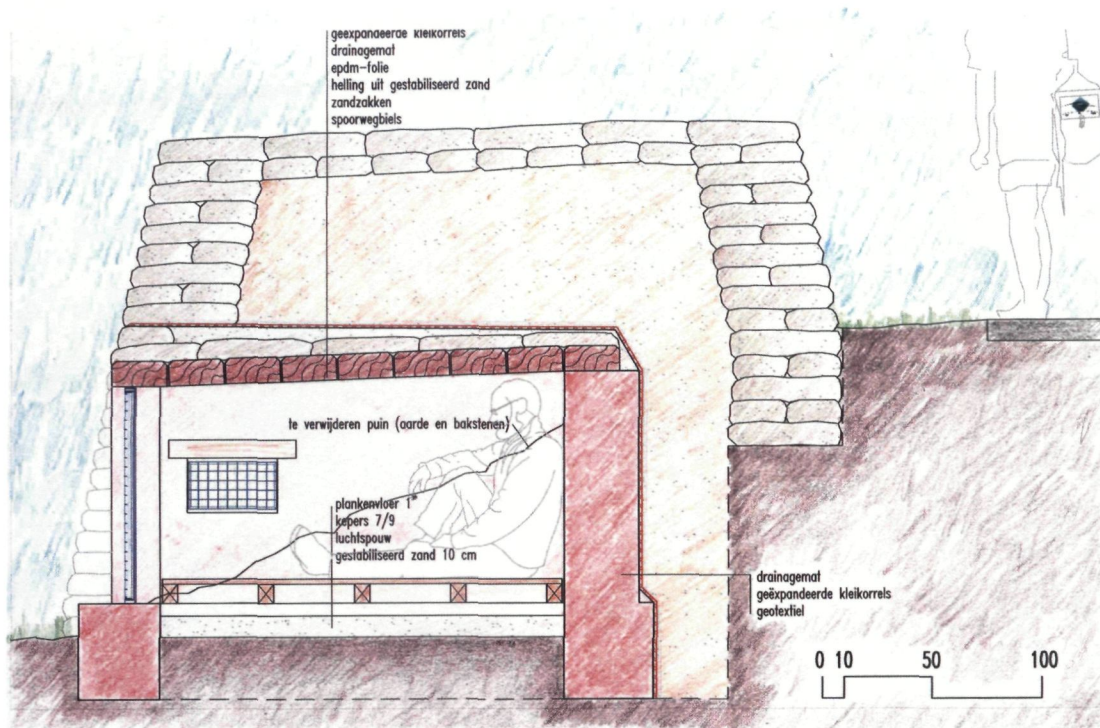 geëxpandeerde kleikorrels
drainagemat
epdm-folie
helling uit gestabiliseerd zand
zandzakken
spoorwegbiels
te verwijderen puin (aarde en bakstenen)
plankenvloer 1"
kepers 7/9
luchtspouw
gestabiliseerd zand 10 cm
drainagemat
geëxpandeerde kleikorrels
geotextiel
0 10 50 100